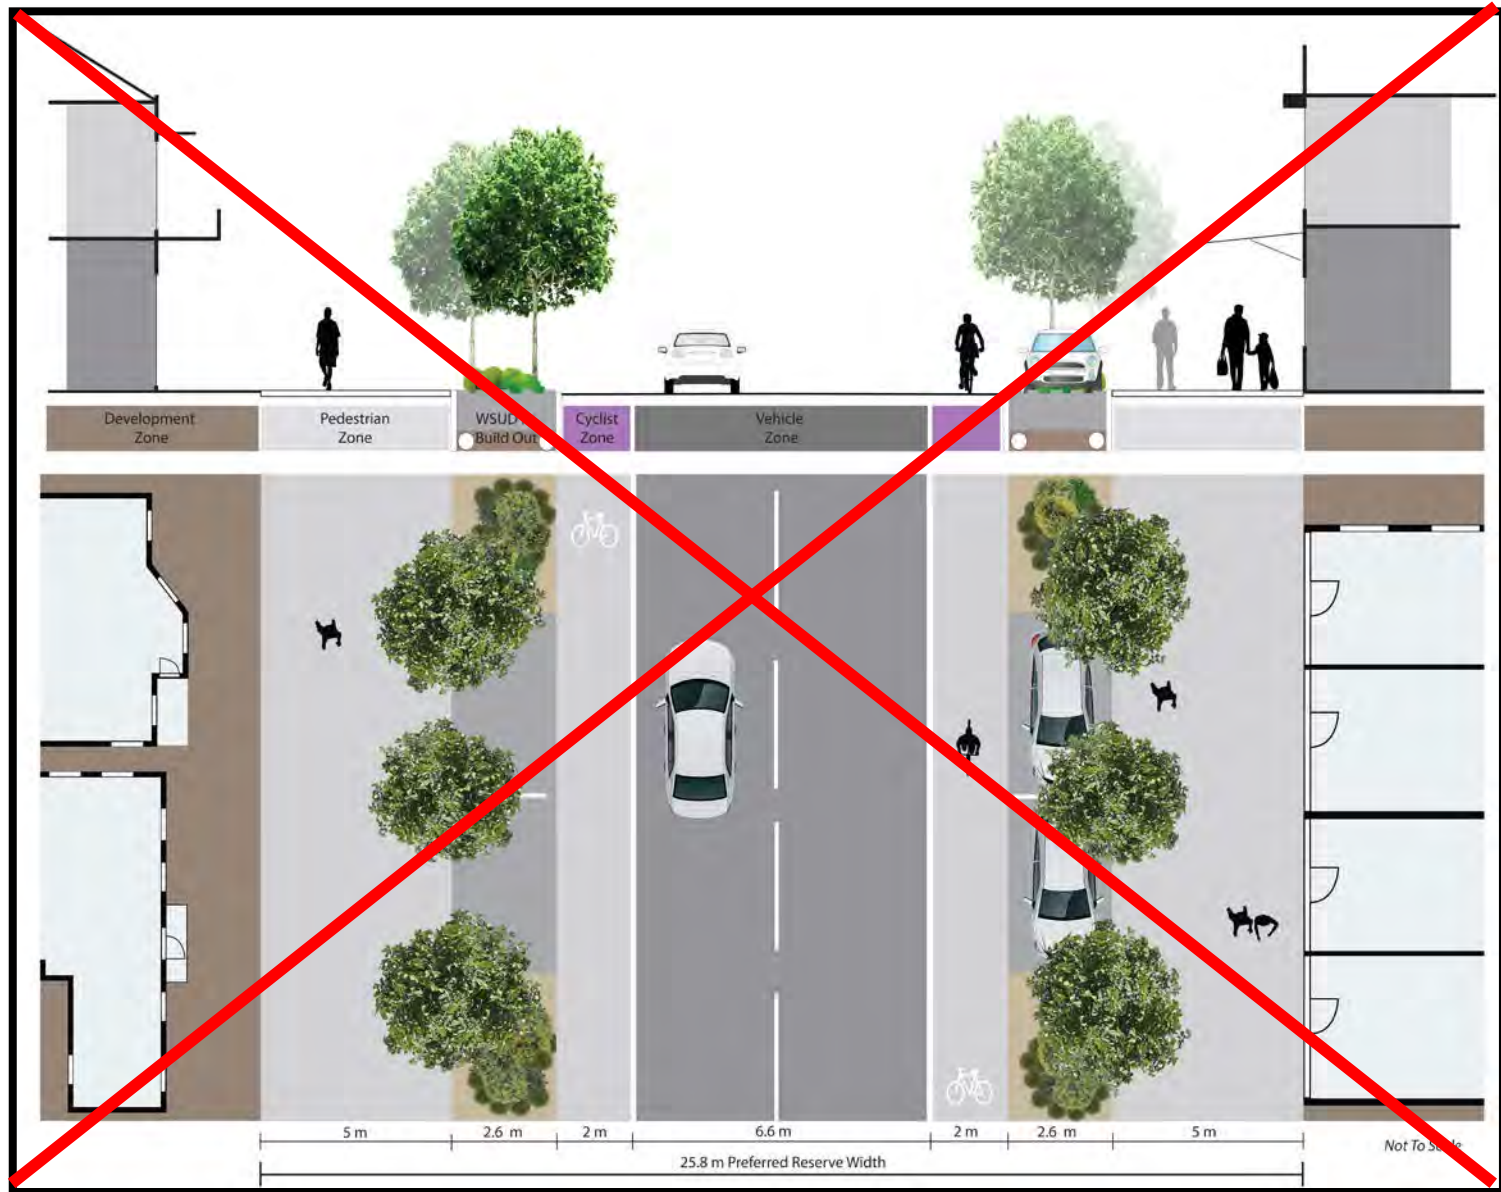 Development
Zone
Pedestrian
Zone
WSUD
Build Out
Cyclist
Zone
Vehicle
Zone
5 m
2.6 m
2 m
6.6 m
2 m
2.6 m
5 m
Not To Scale
25.8 m Preferred Reserve Width